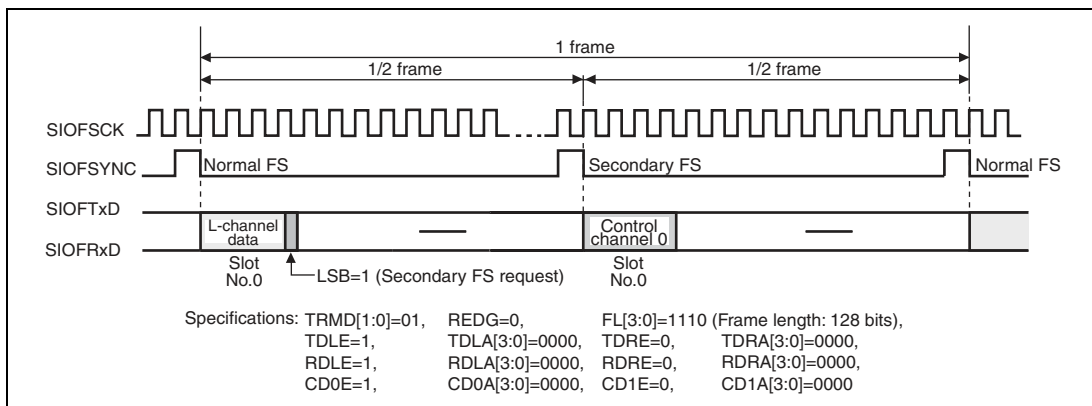 1 frame
1/2 frame 1/2 frame
SIOFSCK
SIOFSYNC Normal FS Secondary FS Normal FS
SIOFTxD
SIOFRxD
L-channel
data
Control
channel 0
Slot
No.0
LSB=1 (Secondary FS request)
Slot
No.0
Specifications: TRMD[1:0]=01, REDG=0, FL[3:0]=1110 (Frame length: 128 bits),
TDLE=1, TDLA[3:0]=0000, TDRE=0, TDRA[3:0]=0000,
RDLE=1, RDLA[3:0]=0000, RDRE=0, RDRA[3:0]=0000,
CD0E=1, CD0A[3:0]=0000, CD1E=0, CD1A[3:0]=0000